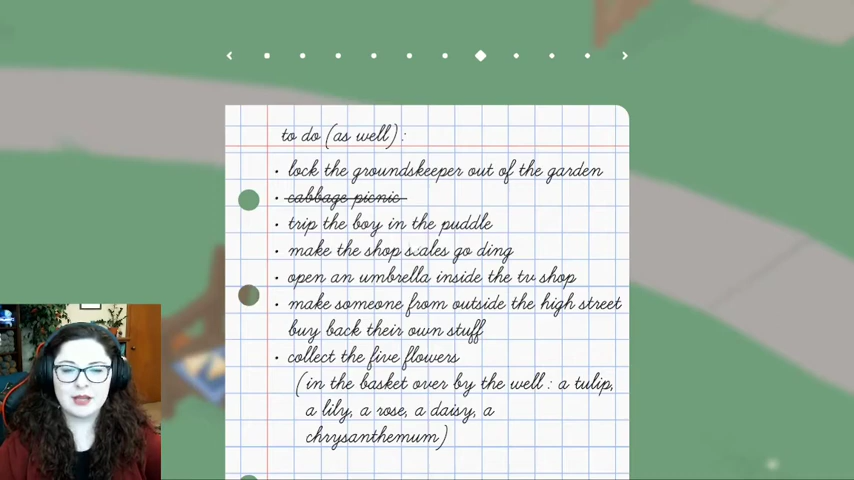 to do (as well):
• lock the groundskeeper out of the garden
• cabbage picnic
• trip the boy in the puddle
• make the shop scales go ding
• open an umbrella inside the tv shop
• make someone from outside the high street
buy back their own stuff
• collect the five flowers
(in the basket over by the well: a tulip,
a lily, a rose, a daisy, a
chrysanthemum)